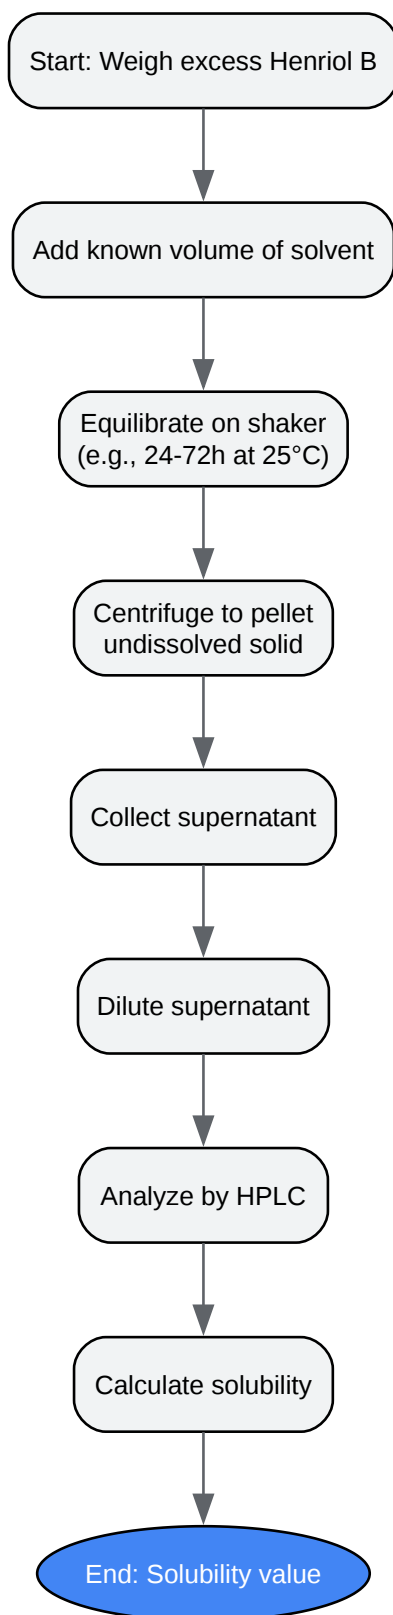 Start: Weigh excess Henriol B
Add known volume of solvent
Equilibrate on shaker
(e.g., 24-72h at 25°C)
Centrifuge to pellet
undissolved solid
Collect supernatant
Dilute supernatant
Analyze by HPLC
Calculate solubility
End: Solubility value